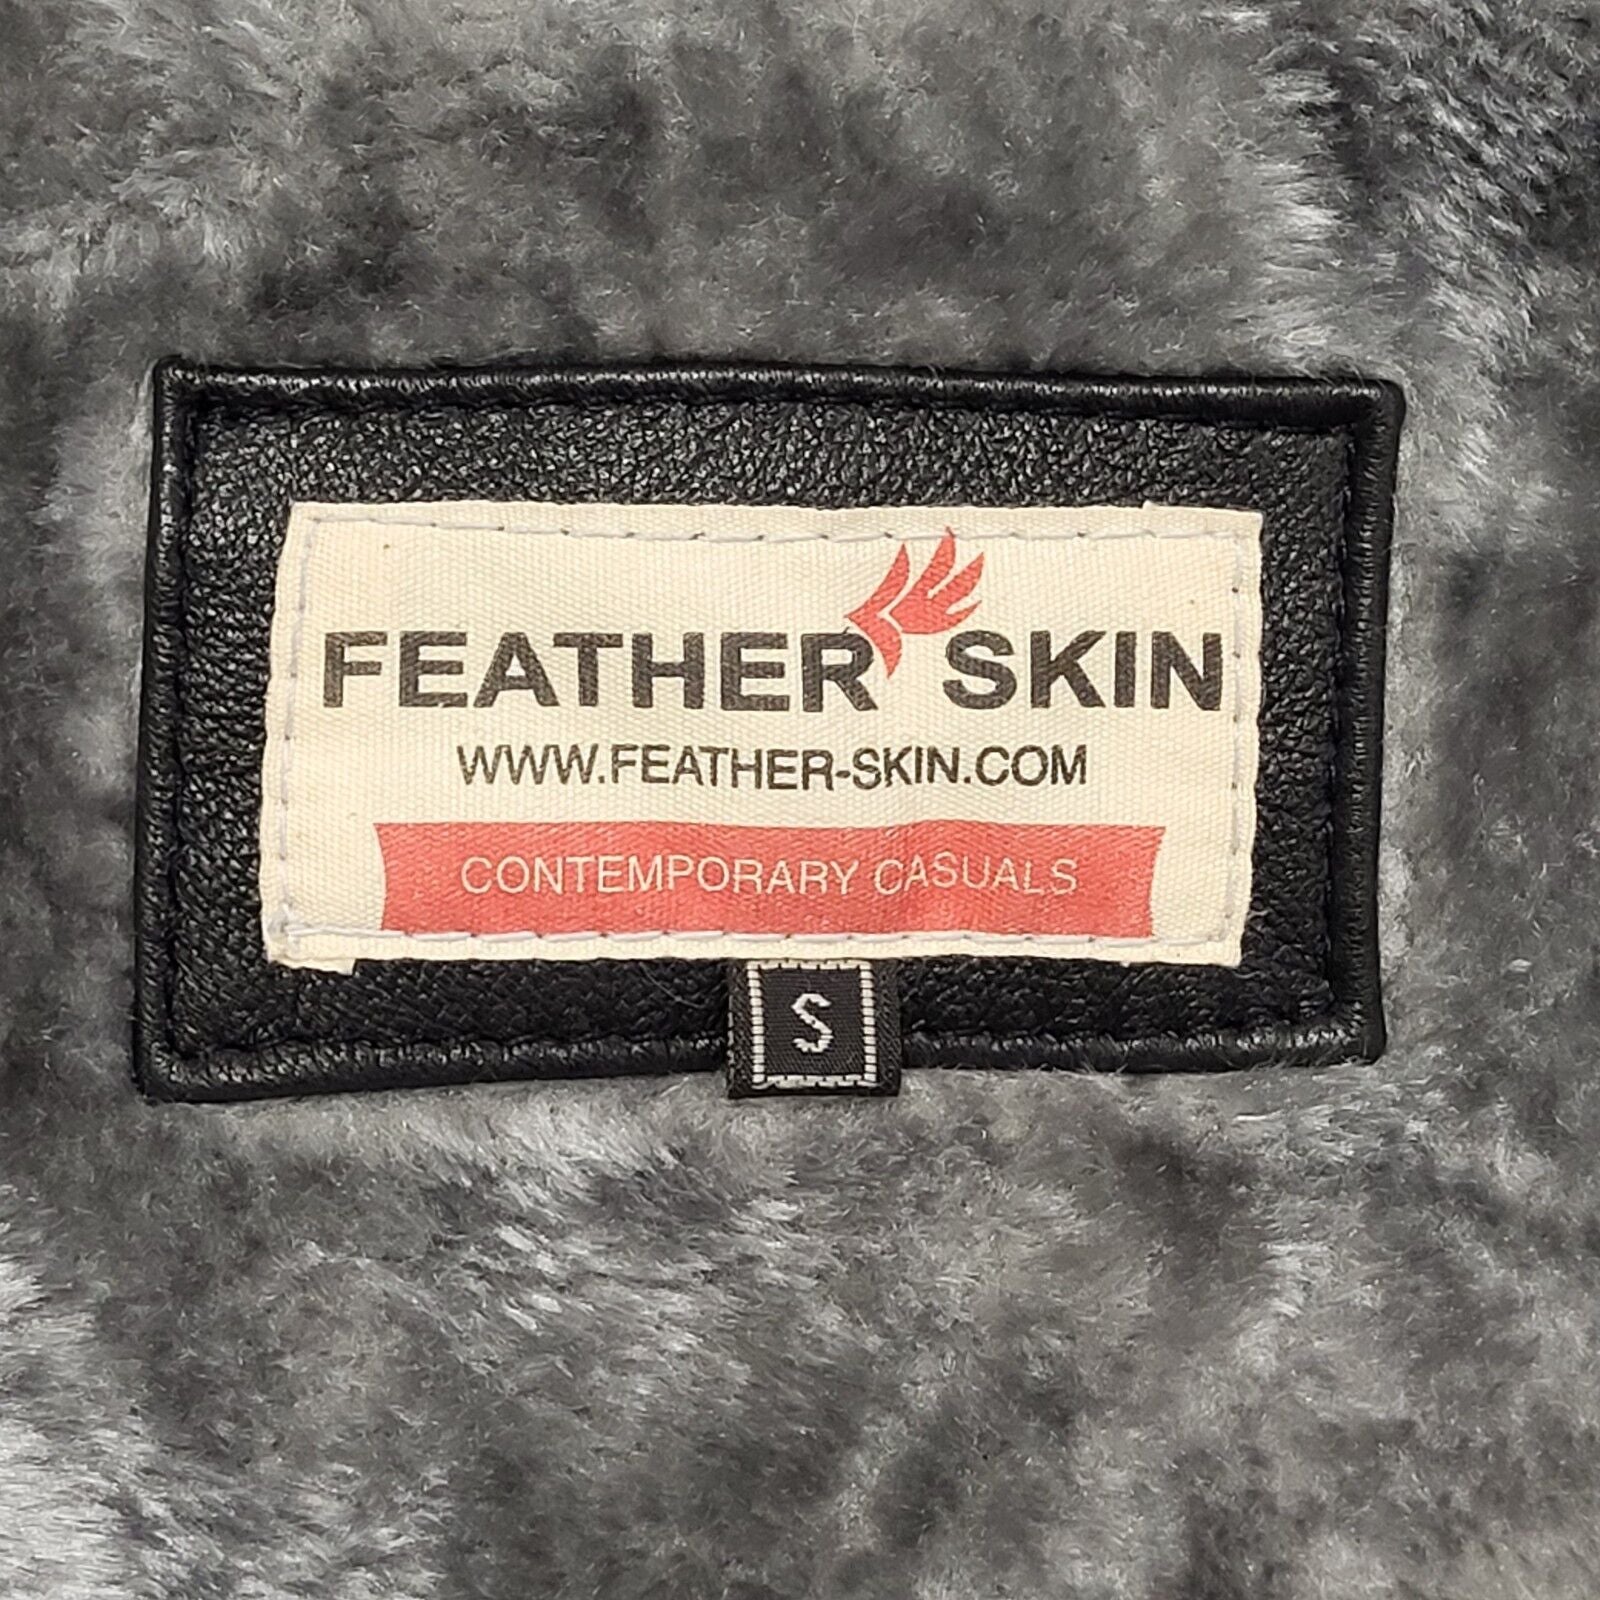 FEATHER SKIN
WWW.FEATHER-SKIN.COM
CONTEMPORARY CASUALS
S